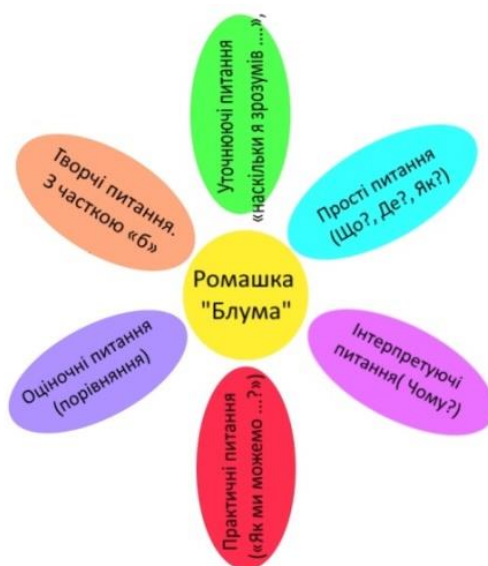 Ромашка
"Блума"
Уточнюючі питання
«наскільки я зрозумів ....»,
Прості питання
(Що?, Де?, Як?)
Інтерпретуючі
питання( Чому?)
Практичні питання
(«Як ми можемо ...?»)
Оціночні питання
(порівняння)
Творчі питання.
З часткою «б»